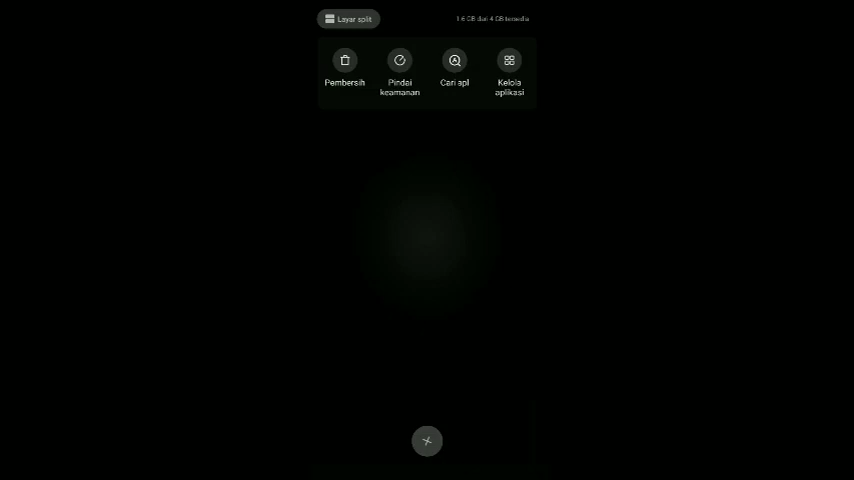 Layar split
1.6 GB dari 4 GB tersedia
Pembersih
Pindai
keamanan
Cari apl
Kelola
aplikasi